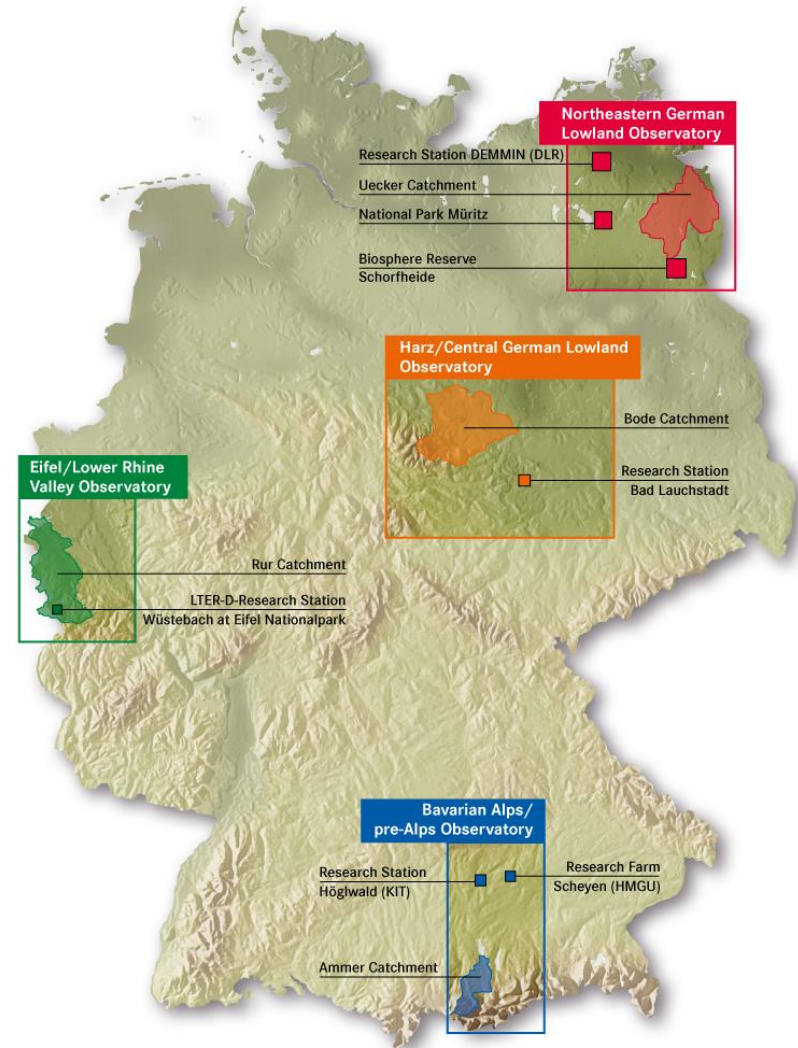 Northeastern German
Lowland Observatory
Research Station DEMMIN (DLR)
Uecker Catchment
National Park Müritz
Biosphere Reserve
Schorfheide
Harz/Central German Lowland
Observatory
Bode Catchment
Research Station
Bad Lauchstadt
Eifel/Lower Rhine
Valley Observatory
Rur Catchment
LTER-D-Research Station
Wüstebach at Eifel Nationalpark
Bavarian Alps/
pre-Alps Observatory
Research Station
Höglwald (KIT)
Research Farm
Scheyen (HMGU)
Ammer Catchment